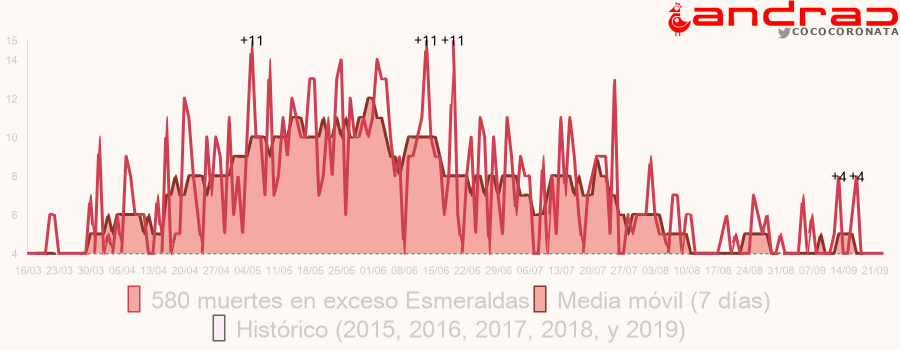 andrac
COCOCORONATA
+11 +11 +11
15
14
12
10
8
6
4
+4 +4
16/03 23/03 30/03 06/04 13/04 20/04 27/04 04/05 11/05 18/05 25/05 01/06 08/06 15/06 22/06 29/06 06/07 13/07 20/07 27/07 03/08 10/08 17/08 24/08 31/08 07/09 14/09 21/09
580 muertes en exceso Esmeraldas Media móvil (7 días)
Histórico (2015, 2016, 2017, 2018, y 2019)